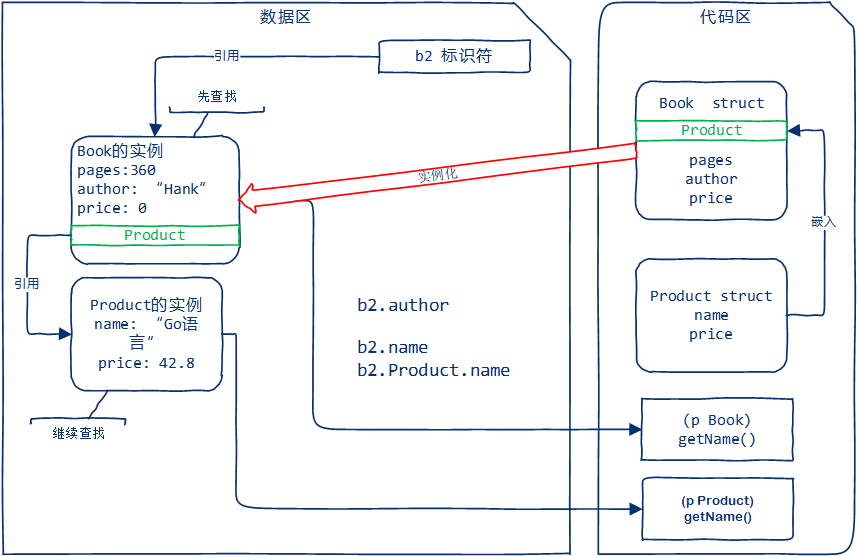 数据区
代码区
引用
b2 标识符
先查找
Book的实例
pages:360
author: “Hank”
price: 0
Product
实例化
Book struct
Product
pages
author
price
嵌入
引用
Product的实例
name: “Go语
言”
price: 42.8
继续查找
b2.author
b2.name
b2.Product.name
Product struct
name
price
(p Book)
getName()
(p Product)
getName()